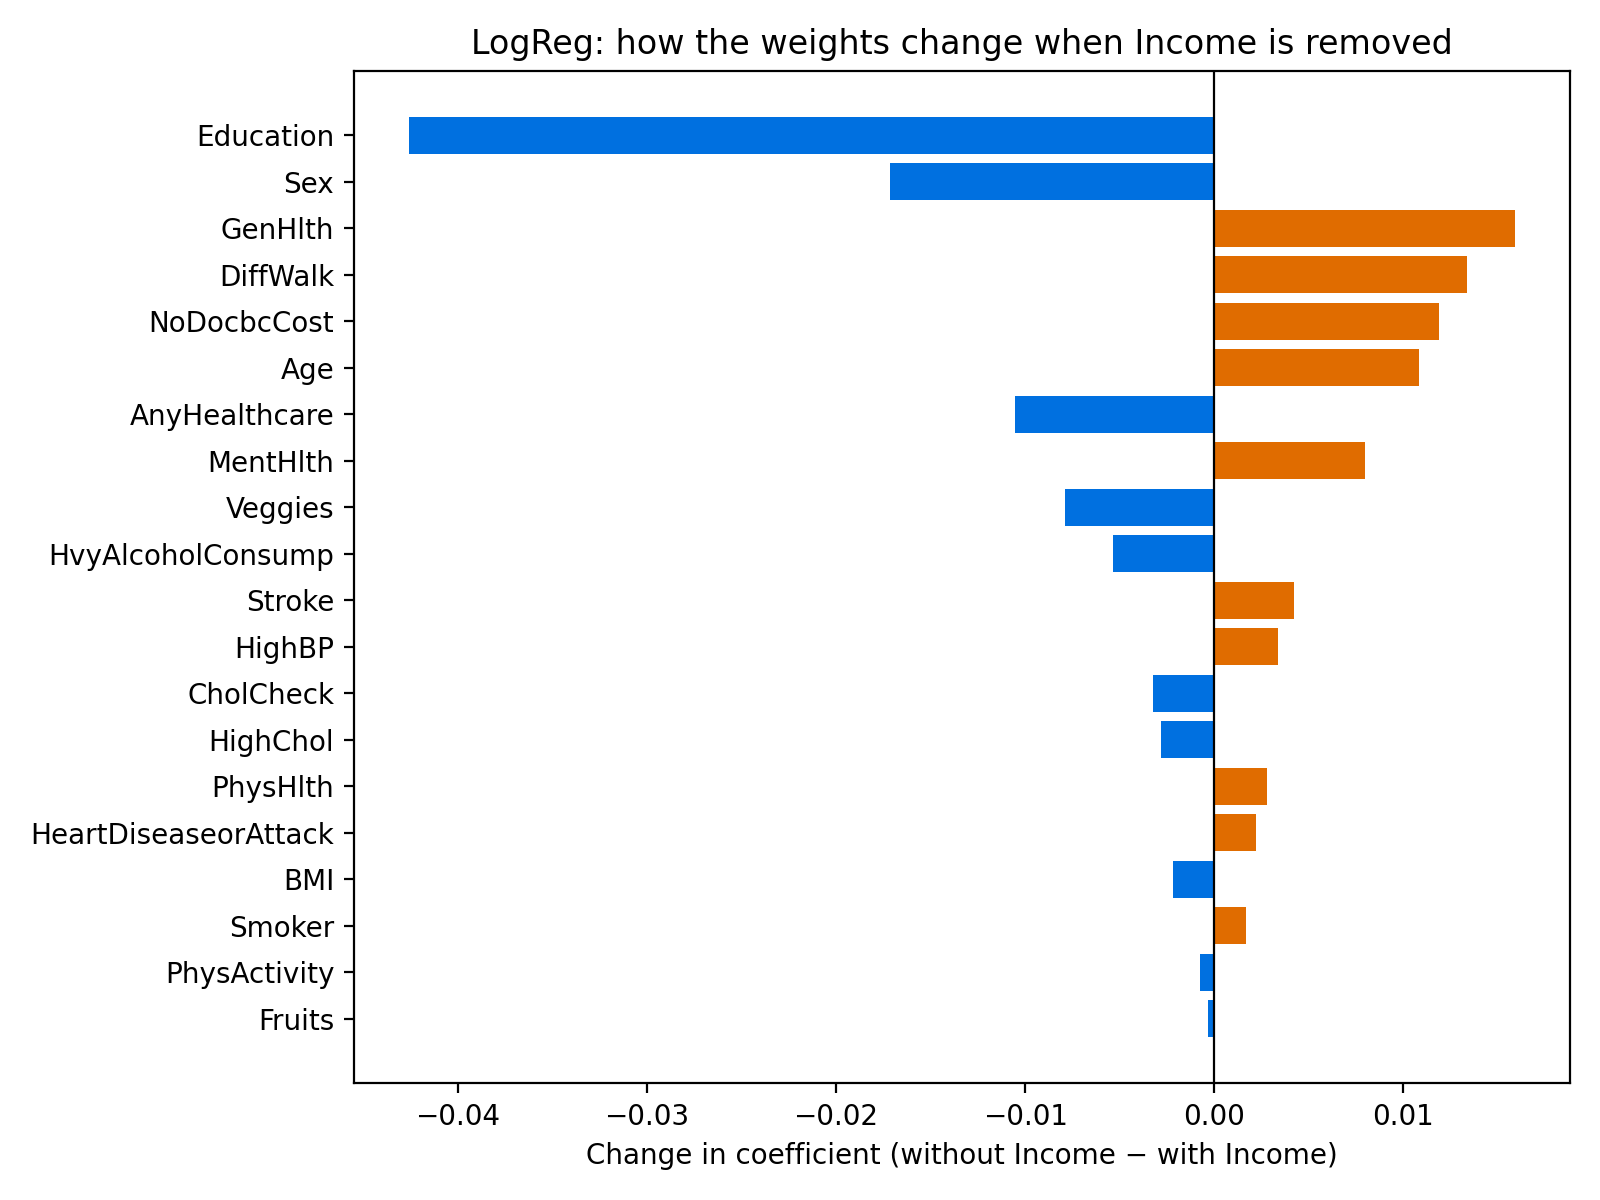 LogReg: how the weights change when Income is removed
Education
Sex
GenHlth
DiffWalk
NoDocbcCost
Age
AnyHealthcare
MentHlth
Veggies
HvyAlcoholConsump
Stroke
HighBP
CholCheck
HighChol
PhysHlth
HeartDiseaseorAttack
BMI
Smoker
PhysActivity
Fruits
−0.04 −0.03 −0.02 −0.01 0.00 0.01
Change in coefficient (without Income − with Income)